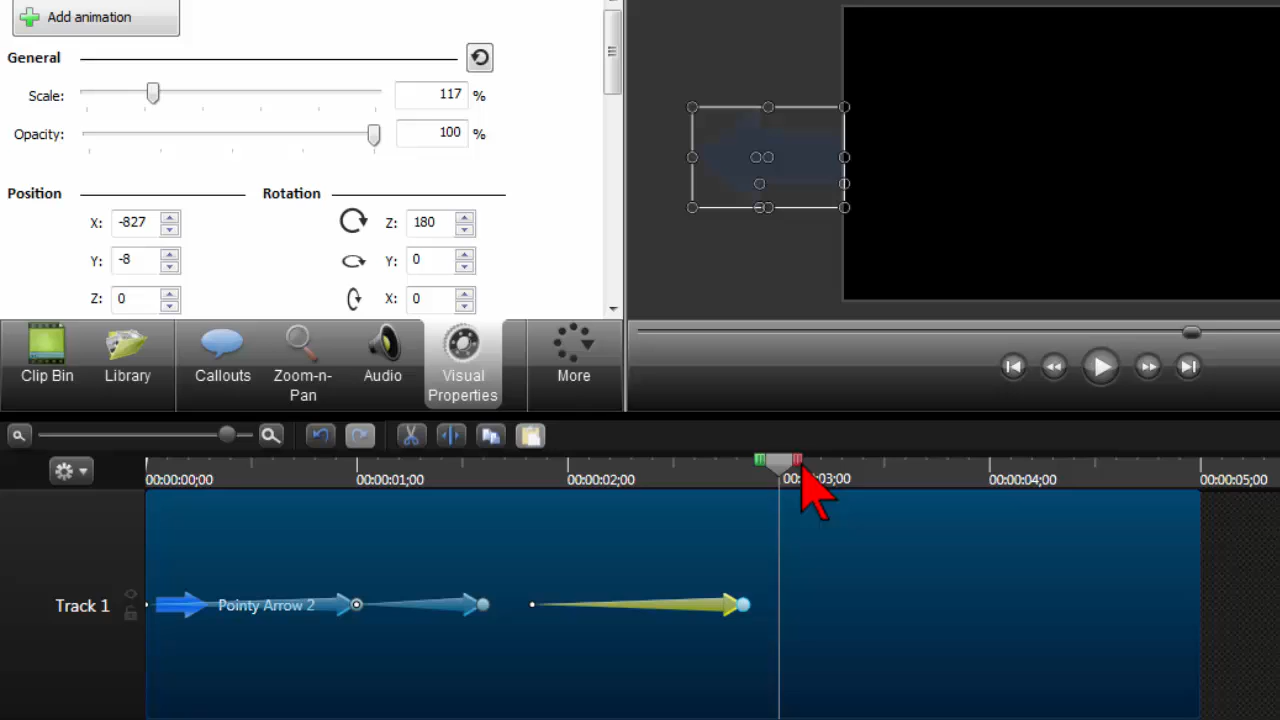 Add animation
General
Scale: 117 %
Opacity: 100 %
Position Rotation
X: -827 Z: 180
Y: -8 Y: 0
Z: 0 X: 0
Clip Bin Library Callouts Zoom-n-Pan Audio Visual Properties More
00:00:00;00 00:00:01;00 00:00:02;00 00:00:03;00 00:00:04;00 00:00:05;00
Track 1 Pointy Arrow 2